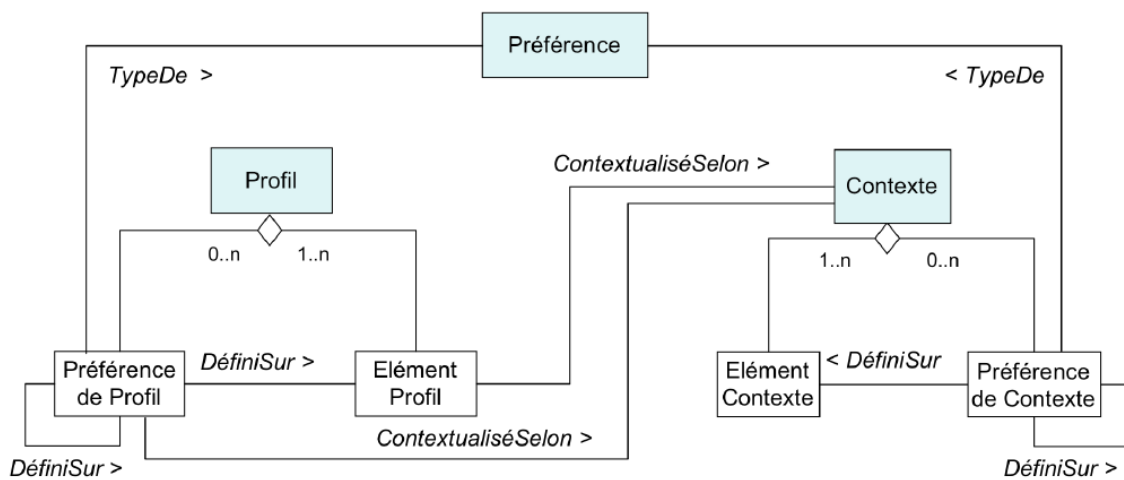 Préférence
TypeDe >
< TypeDe
ContextualiséSelon >
Profil
Contexte
0..n
1..n
1..n
0..n
Préférence
de Profil
DéfiniSur >
Elément
Profil
Elément
Contexte
< DéfiniSur
Préférence
de Contexte
ContextualiséSelon >
DéfiniSur >
DéfiniSur >